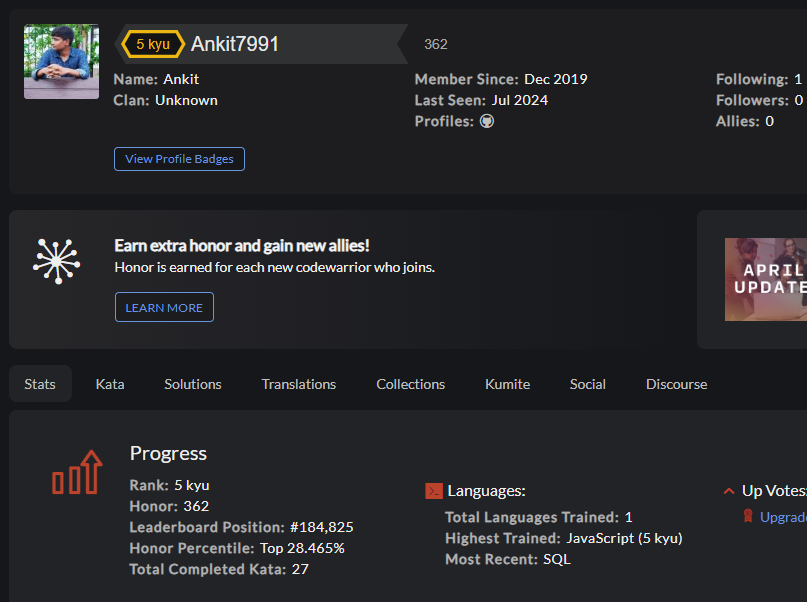 5 kyu Ankit7991 362
Name: Ankit
Clan: Unknown
Member Since: Dec 2019
Last Seen: Jul 2024
Profiles:
Following: 1
Followers: 0
Allies: 0
View Profile Badges
Earn extra honor and gain new allies!
Honor is earned for each new codewarrior who joins.
LEARN MORE
APRIL
UPDATE
Stats Kata Solutions Translations Collections Kumite Social Discourse
Progress
Rank: 5 kyu
Honor: 362
Leaderboard Position: #184,825
Honor Percentile: Top 28.465%
Total Completed Kata: 27
Languages:
Total Languages Trained: 1
Highest Trained: JavaScript (5 kyu)
Most Recent: SQL
Up Votes:
Upgrad